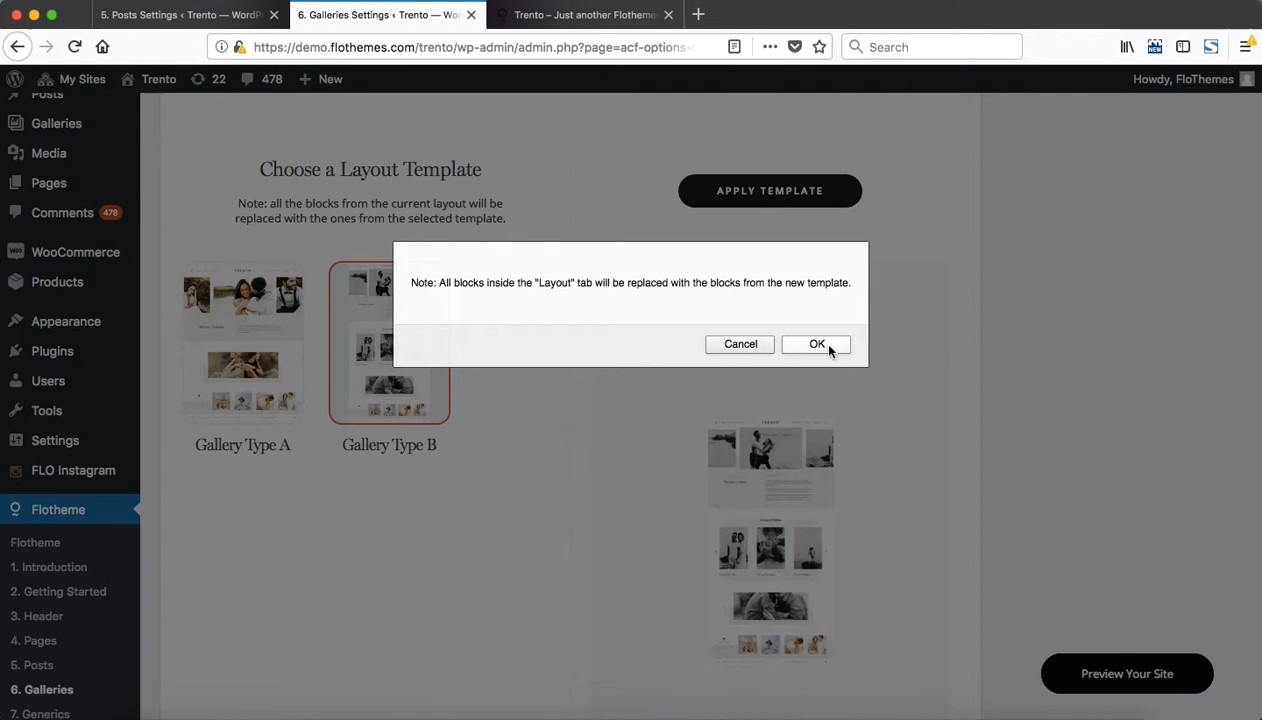 5. Posts Settings ‹ Trento — WordPr
6. Galleries Settings ‹ Trento — Wor
Trento – Just another Flotheme
https://demo.flothemes.com/trento/wp-admin/admin.php?page=acf-options-
Search
My Sites
Trento
22
478
New
Howdy, FloThemes
Posts
Galleries
Media
Pages
Comments 478
WooCommerce
Products
Appearance
Plugins
Users
Tools
Settings
FLO Instagram
Flotheme
Flotheme
1. Introduction
2. Getting Started
3. Header
4. Pages
5. Posts
6. Galleries
7. Generics
Choose a Layout Template
Note: all the blocks from the current layout will be
replaced with the ones from the selected template.
Gallery Type A
Gallery Type B
APPLY TEMPLATE
Note: All blocks inside the "Layout" tab will be replaced with the blocks from the new template.
Cancel
OK
TRENTO
Preview Your Site